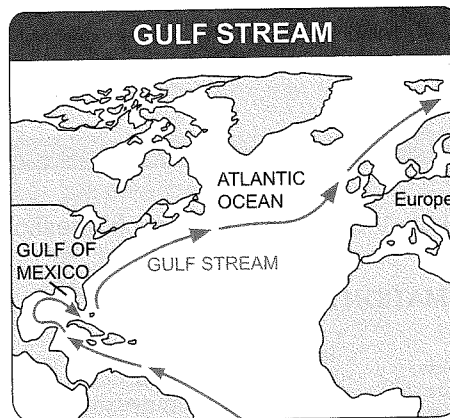 GULF STREAM
ATLANTIC
OCEAN
Europe
GULF OF
MEXICO
GULF STREAM